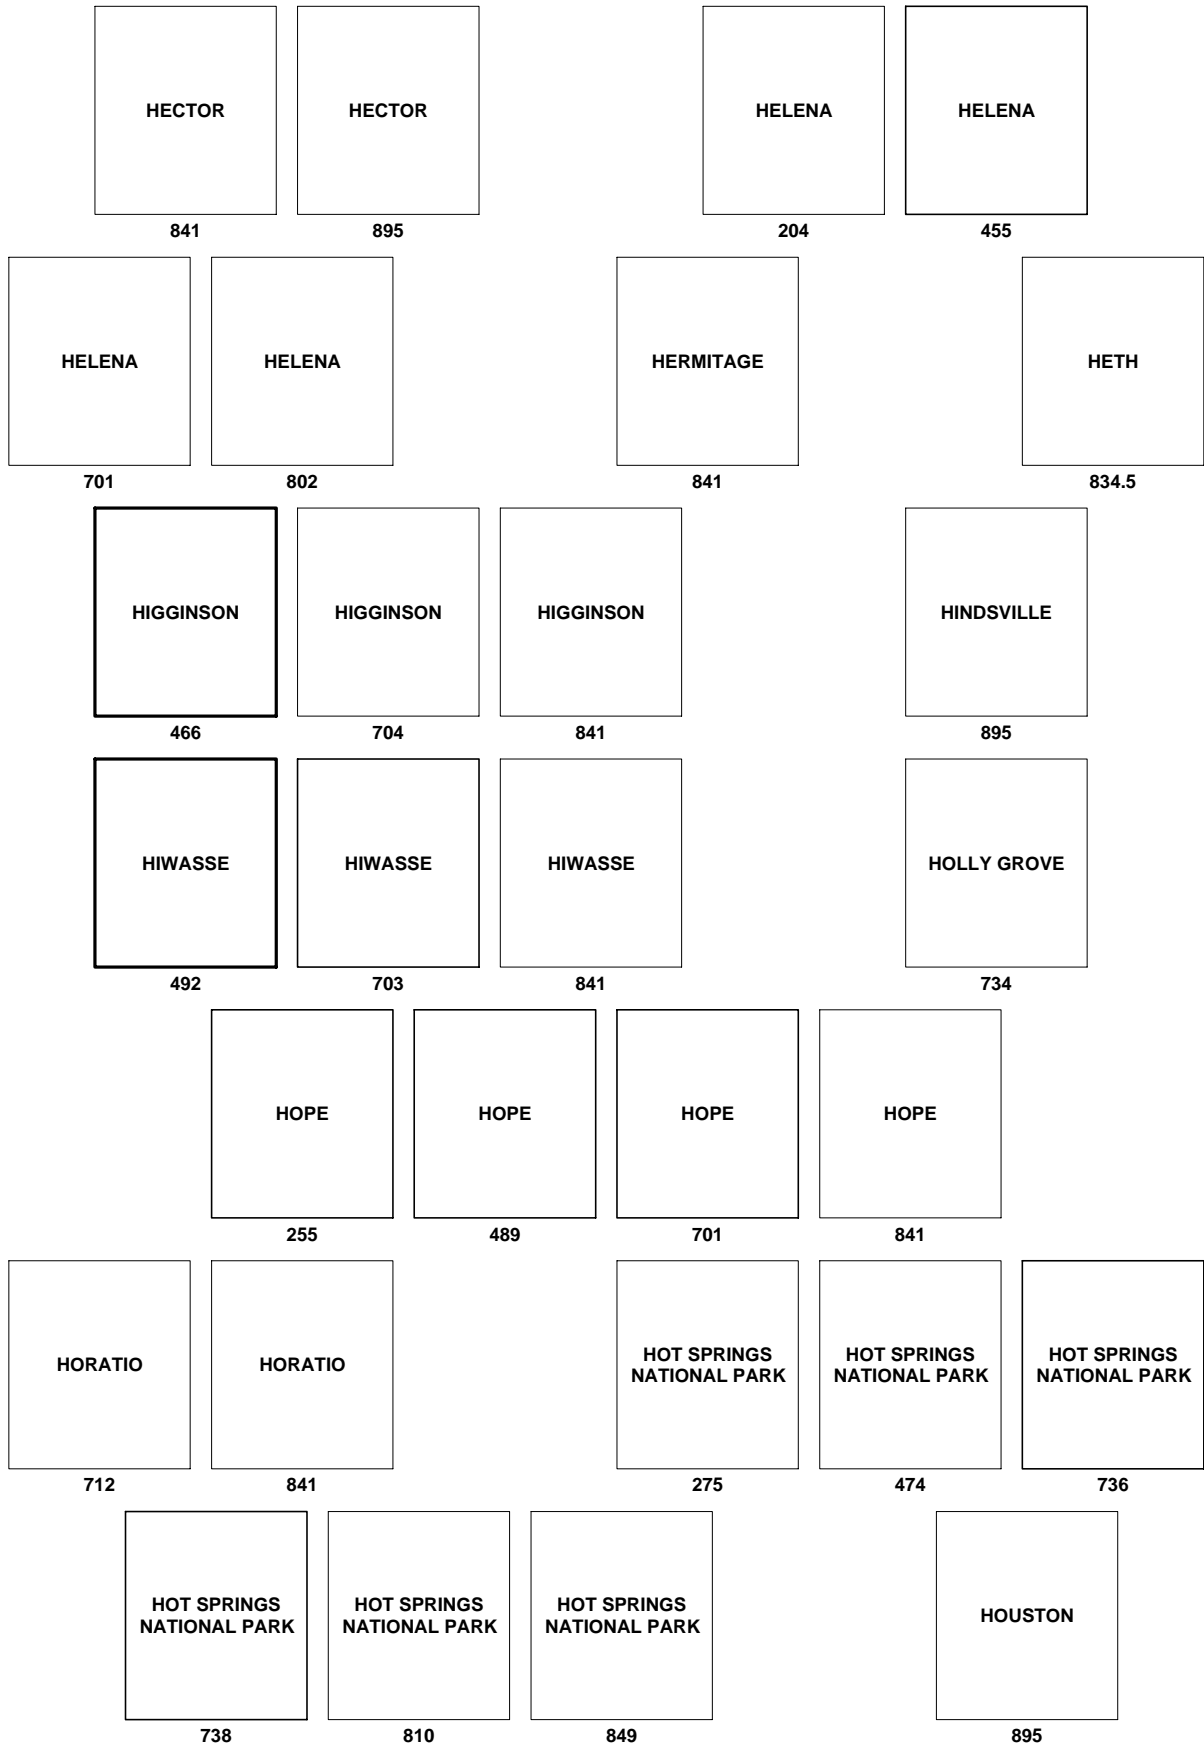 HECTOR
HECTOR
HELENA
HELENA
841
895
204
455
HELENA
HELENA
HERMITAGE
HETH
701
802
841
834.5
HIGGINSON
HIGGINSON
HIGGINSON
HINDSVILLE
466
704
841
895
HIWASSE
HIWASSE
HIWASSE
HOLLY GROVE
492
703
841
734
HOPE
HOPE
HOPE
HOPE
255
489
701
841
HORATIO
HORATIO
HOT SPRINGS
NATIONAL PARK
HOT SPRINGS
NATIONAL PARK
HOT SPRINGS
NATIONAL PARK
712
841
275
474
736
HOT SPRINGS
NATIONAL PARK
HOT SPRINGS
NATIONAL PARK
HOT SPRINGS
NATIONAL PARK
HOUSTON
738
810
849
895